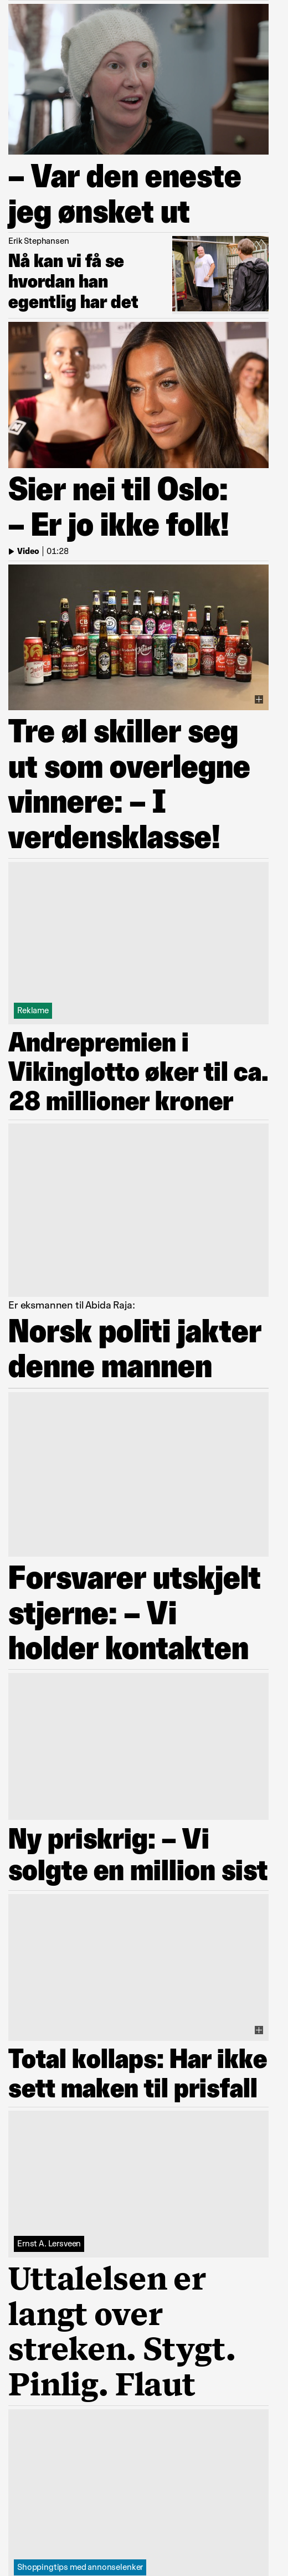 – Var den eneste
jeg ønsket ut
Erik Stephansen
Nå kan vi få se
hvordan han
egentlig har det
Sier nei til Oslo:
– Er jo ikke folk!
Video | 01:28
Tre øl skiller seg
ut som overlegne
vinnere: – I
verdensklasse!
Reklame
Andrepremien i
Vikinglotto øker til ca.
28 millioner kroner
Er eksmannen til Abida Raja:
Norsk politi jakter
denne mannen
Forsvarer utskjelt
stjerne: – Vi
holder kontakten
Ny priskrig: – Vi
solgte en million sist
Total kollaps: Har ikke
sett maken til prisfall
Ernst A. Lersveen
Uttalelsen er
langt over
streken. Stygt.
Pinlig. Flaut
Shoppingtips med annonselenker